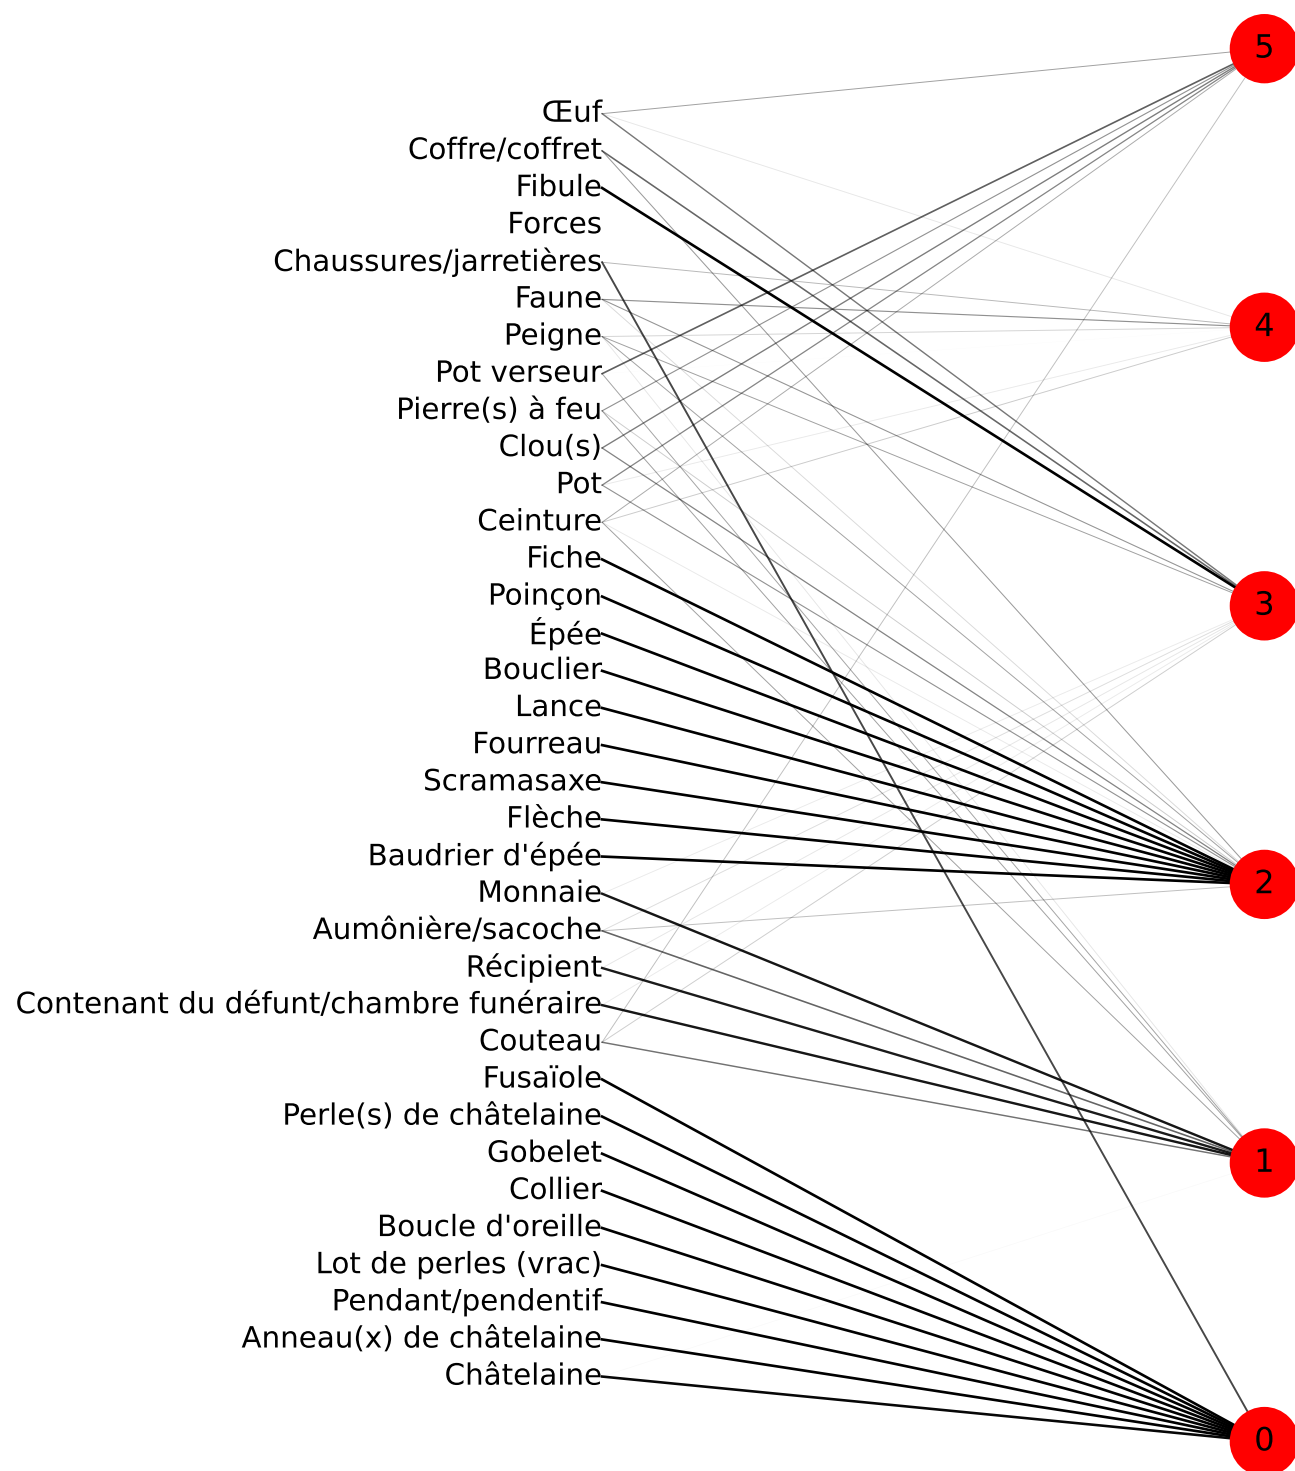 5
Œuf
Coffre/coffret
Fibule
Forces
Chaussures/jarretières
Faune
4
Peigne
Pot verseur
Pierre(s) à feu
Clou(s)
Pot
Ceinture
Fiche
Poinçon
3
Épée
Bouclier
Lance
Fourreau
Scramasaxe
Flèche
Baudrier d'épée
2
Monnaie
Aumônière/sacoche
Récipient
Contenant du défunt/chambre funéraire
Couteau
Fusaïole
Perle(s) de châtelaine
Gobelet
1
Collier
Boucle d'oreille
Lot de perles (vrac)
Pendant/pendentif
Anneau(x) de châtelaine
Châtelaine
0